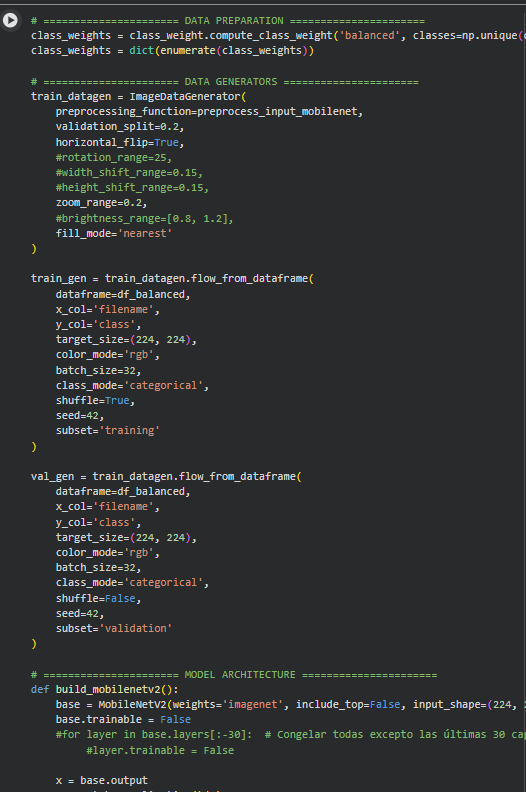 # ====================== DATA PREPARATION ======================
class_weights = class_weight.compute_class_weight('balanced', classes=np.unique(
class_weights = dict(enumerate(class_weights))
# ====================== DATA GENERATORS ======================
train_datagen = ImageDataGenerator(
preprocessing_function=preprocess_input_mobilenet,
validation_split=0.2,
horizontal_flip=True,
#rotation_range=25,
#width_shift_range=0.15,
#height_shift_range=0.15,
zoom_range=0.2,
#brightness_range=[0.8, 1.2],
fill_mode='nearest'
)
train_gen = train_datagen.flow_from_dataframe(
dataframe=df_balanced,
x_col='filename',
y_col='class',
target_size=(224, 224),
color_mode='rgb',
batch_size=32,
class_mode='categorical',
shuffle=True,
seed=42,
subset='training'
)
val_gen = train_datagen.flow_from_dataframe(
dataframe=df_balanced,
x_col='filename',
y_col='class',
target_size=(224, 224),
color_mode='rgb',
batch_size=32,
class_mode='categorical',
shuffle=False,
seed=42,
subset='validation'
)
# ====================== MODEL ARCHITECTURE ======================
def build_mobilenetv2():
base = MobileNetV2(weights='imagenet', include_top=False, input_shape=(224,
base.trainable = False
#for layer in base.layers[:-30]:  # Congelar todas excepto las últimas 30
#layer.trainable = False
x = base.output